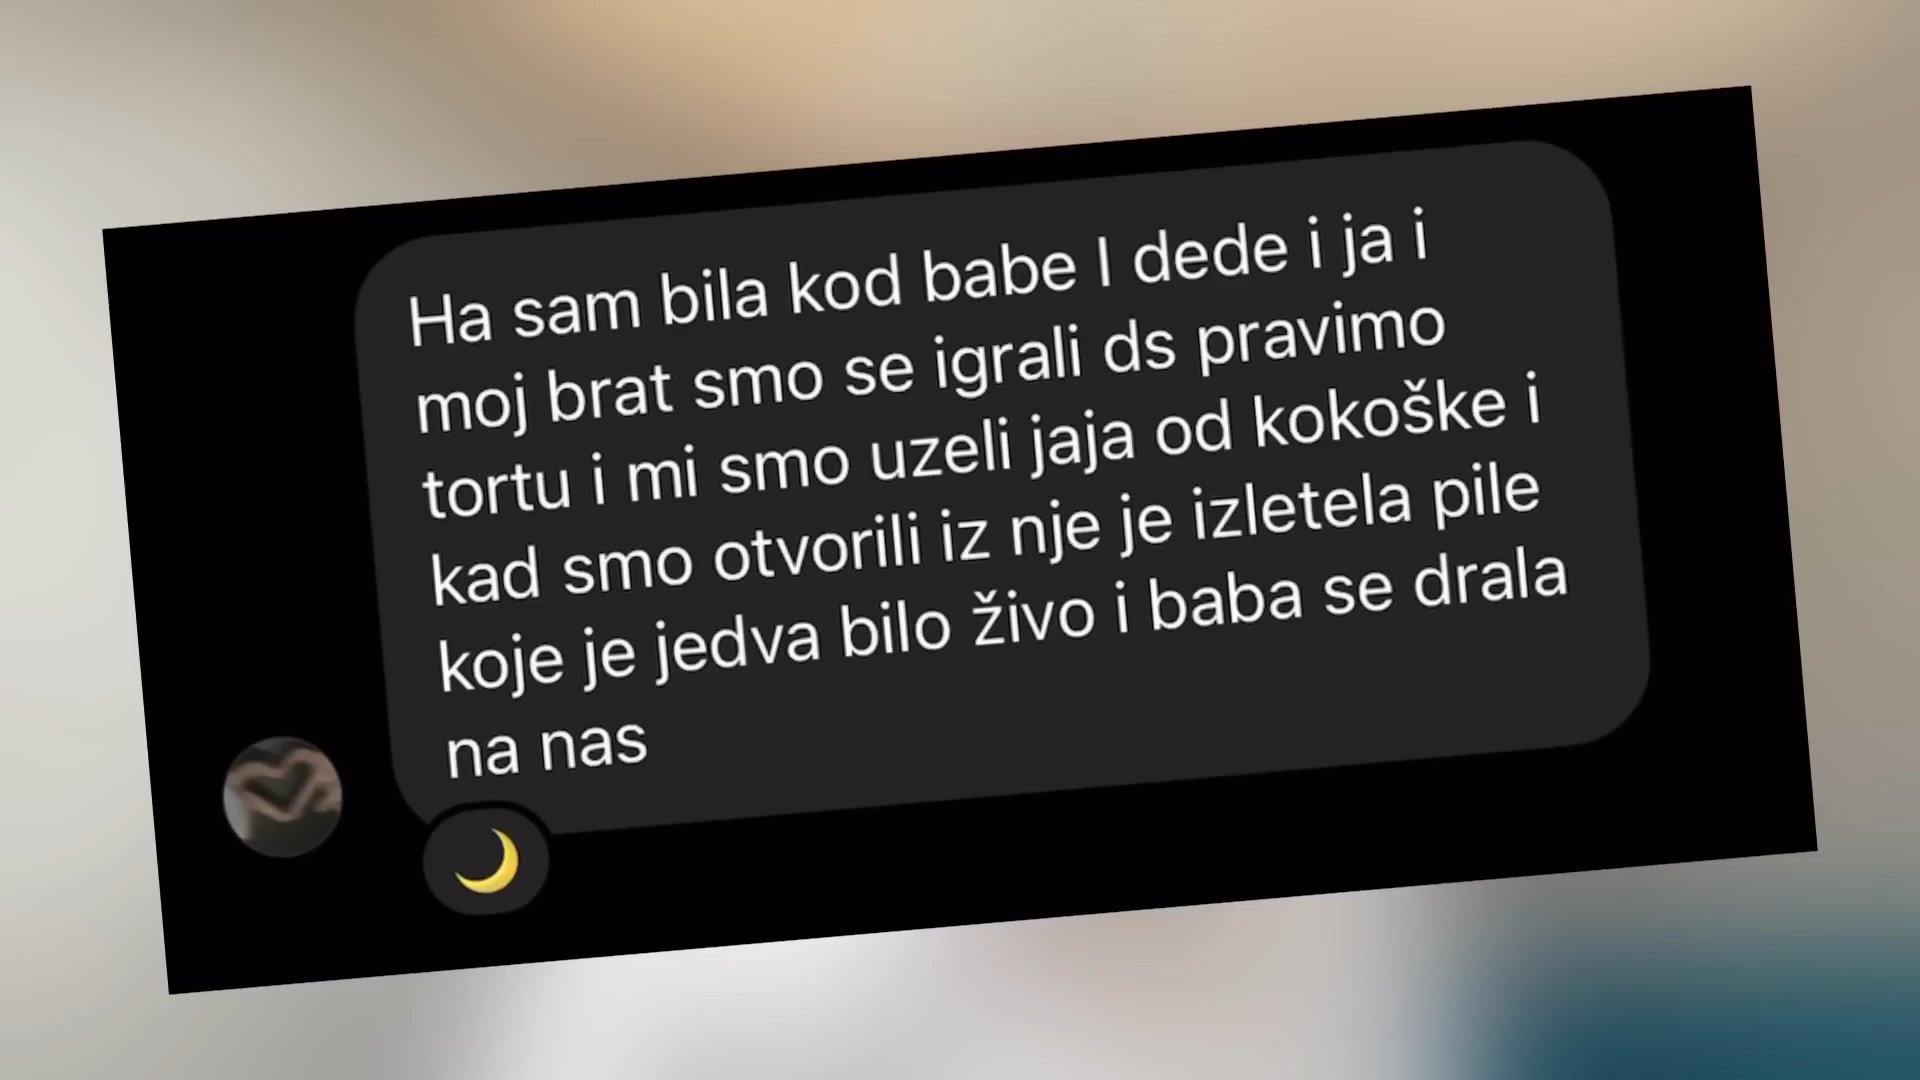 Ha sam bila kod babe I dede i ja i
moj brat smo se igrali ds pravimo
tortu i mi smo uzeli jaja od kokoške i
kad smo otvorili iz nje je izletela pile
koje je jedva bilo živo i baba se drala
na nas